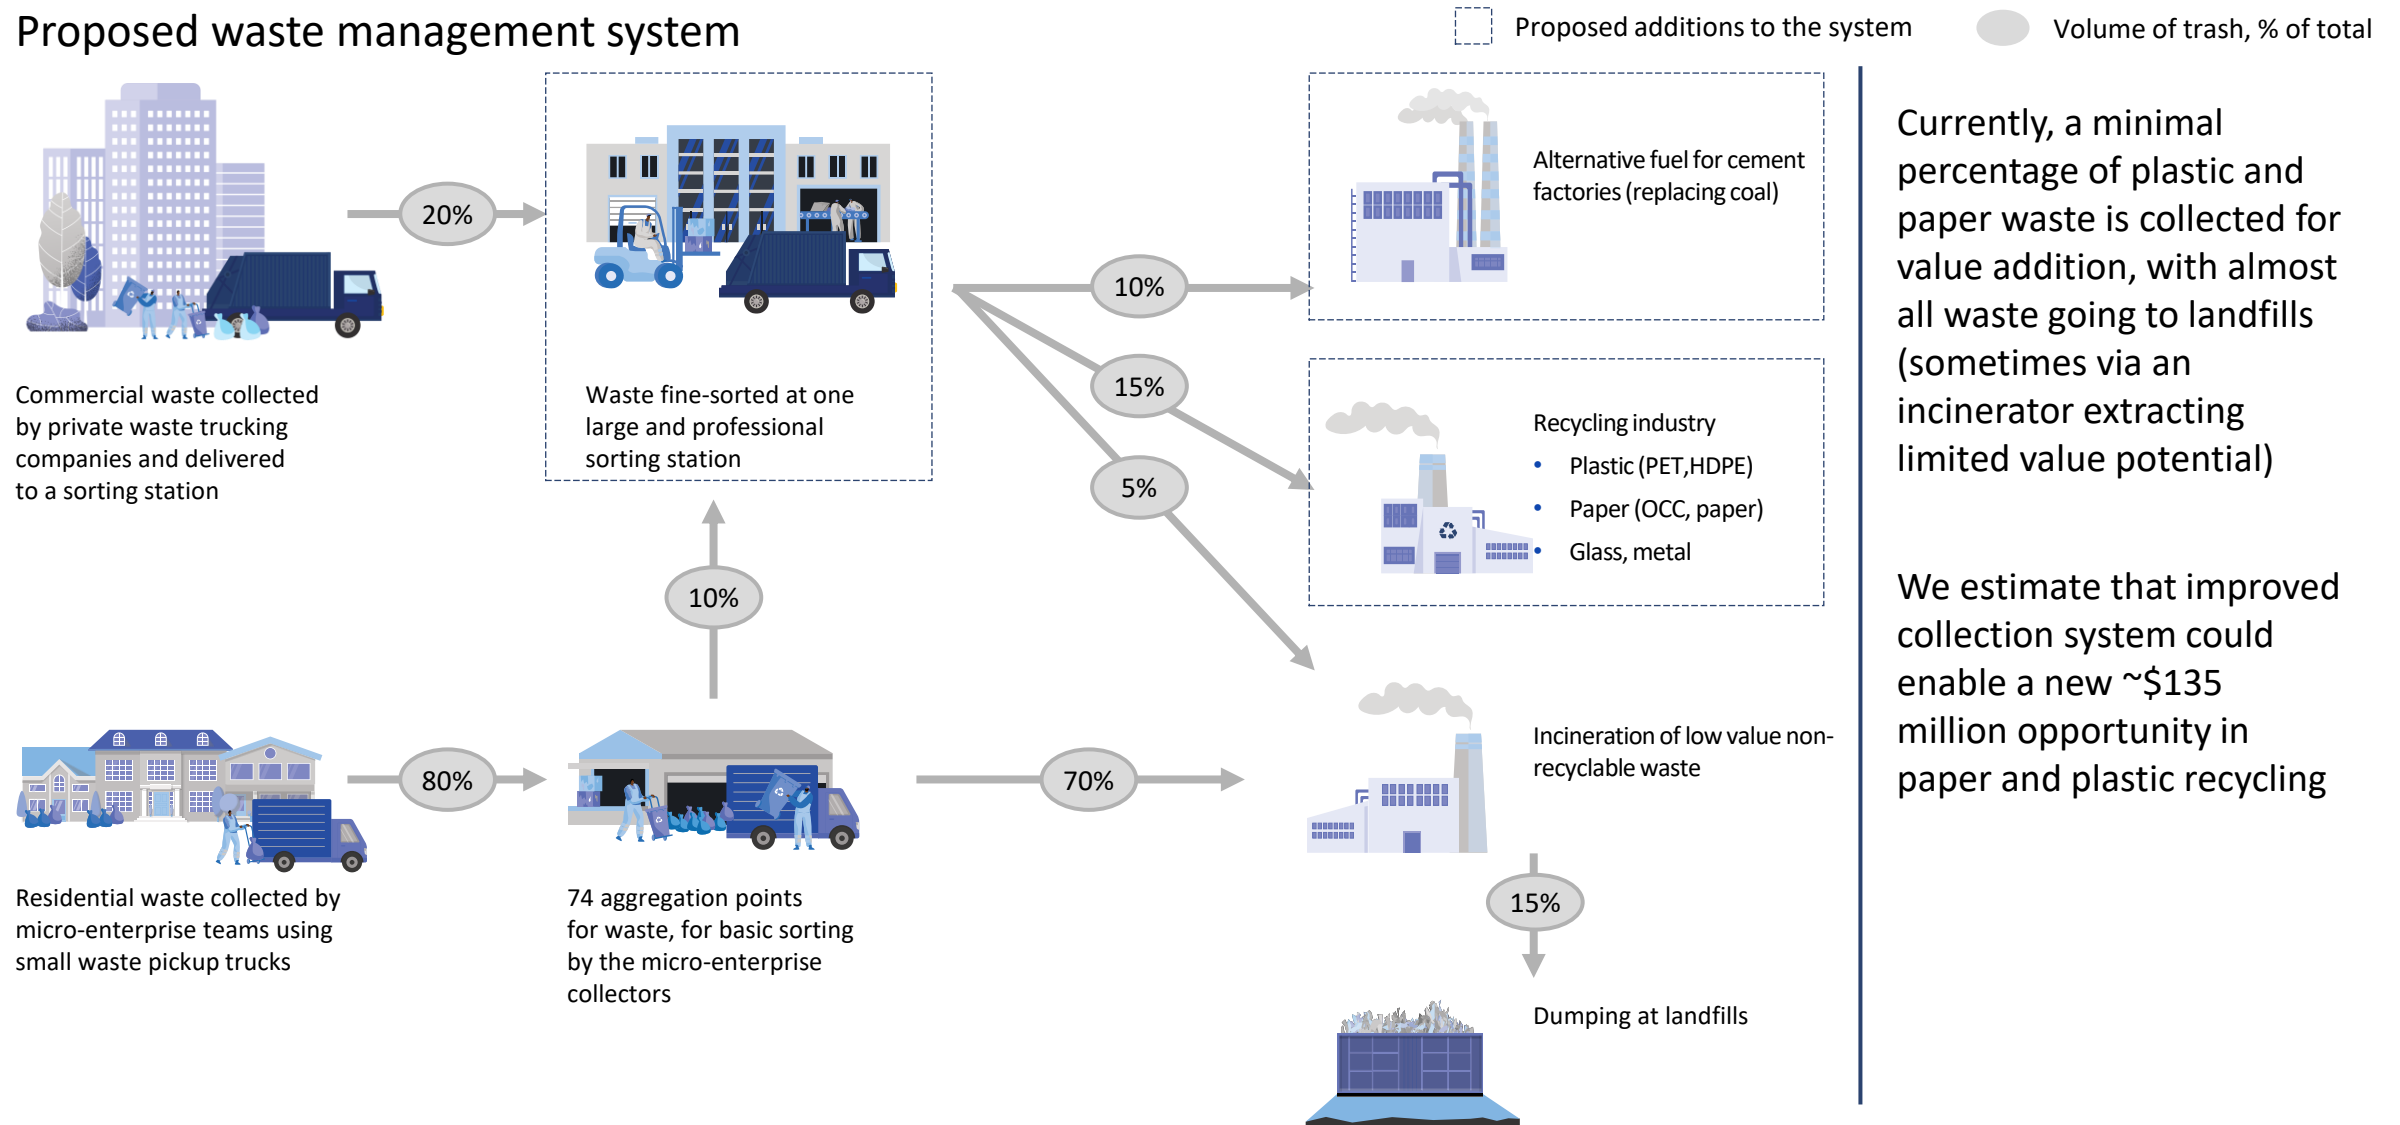 Proposed waste management system
Proposed additions to the system
Volume of trash, % of total
20%
Commercial waste collected
by private waste trucking
companies and delivered
to a sorting station
Waste fine-sorted at one
large and professional
sorting station
10%
15%
5%
Alternative fuel for cement
factories (replacing coal)
Recycling industry
• Plastic (PET,HDPE)
• Paper (OCC, paper)
• Glass, metal
10%
80%
70%
Residential waste collected by
micro-enterprise teams using
small waste pickup trucks
74 aggregation points
for waste, for basic sorting
by the micro-enterprise
collectors
Incineration of low value non-
recyclable waste
15%
Dumping at landfills
Currently, a minimal
percentage of plastic and
paper waste is collected for
value addition, with almost
all waste going to landfills
(sometimes via an
incinerator extracting
limited value potential)
We estimate that improved
collection system could
enable a new ~$135
million opportunity in
paper and plastic recycling